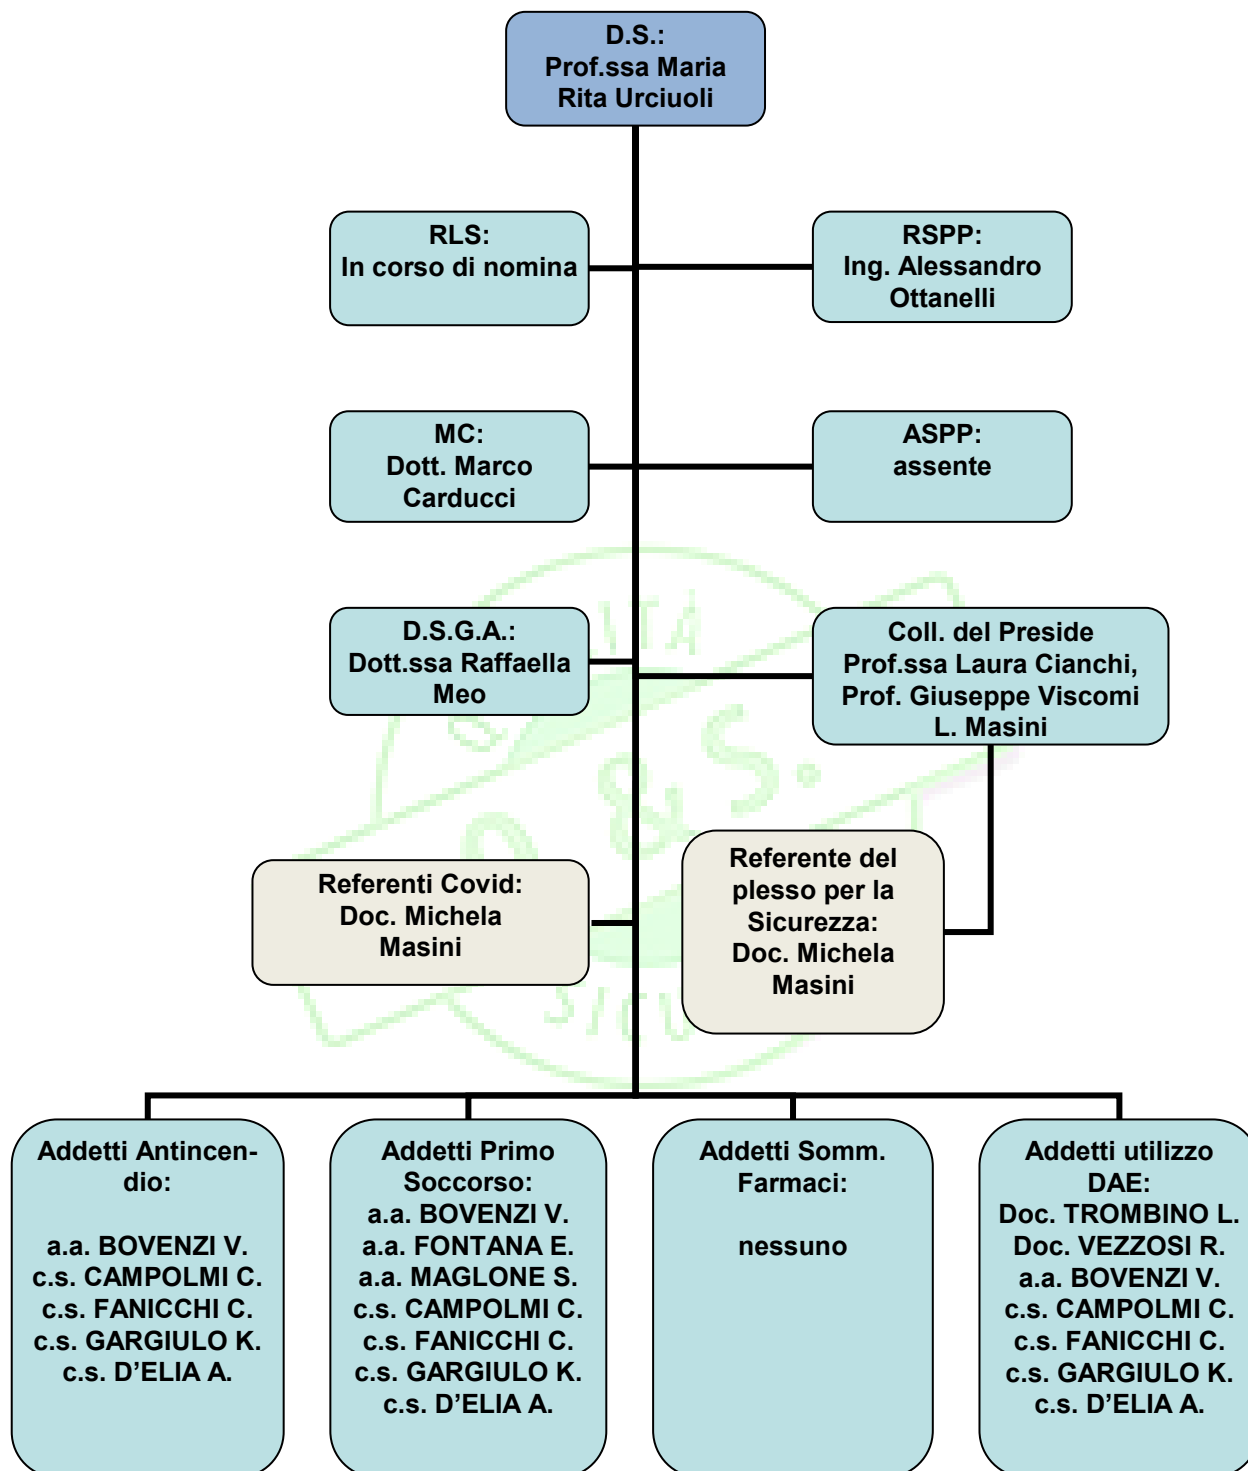 D.S.:
Prof.ssa Maria
Rita Urciuoli
RLS:
In corso di nomina
RSPP:
Ing. Alessandro
Ottanelli
MC:
Dott. Marco
Carducci
ASPP:
assente
D.S.G.A.:
Dott.ssa Raffaella
Meo
Coll. del Preside
Prof.ssa Laura Cianchi,
Prof. Giuseppe Viscomi
L. Masini
Referenti Covid:
Doc. Michela
Masini
Referente del
plesso per la
Sicurezza:
Doc. Michela
Masini
Addetti Antincen-
dio:
a.a. BOVENZI V.
c.s. CAMPOLMI C.
c.s. FANICCHI C.
c.s. GARGIULO K.
c.s. D’ELIA A.
Addetti Primo
Soccorso:
a.a. BOVENZI V.
a.a. FONTANA E.
a.a. MAGLONE S.
c.s. CAMPOLMI C.
c.s. FANICCHI C.
c.s. GARGIULO K.
c.s. D’ELIA A.
Addetti Somm.
Farmaci:
nessuno
Addetti utilizzo
DAE:
Doc. TROMBINO L.
Doc. VEZZOSI R.
a.a. BOVENZI V.
c.s. CAMPOLMI C.
c.s. FANICCHI C.
c.s. GARGIULO K.
c.s. D’ELIA A.
& S.